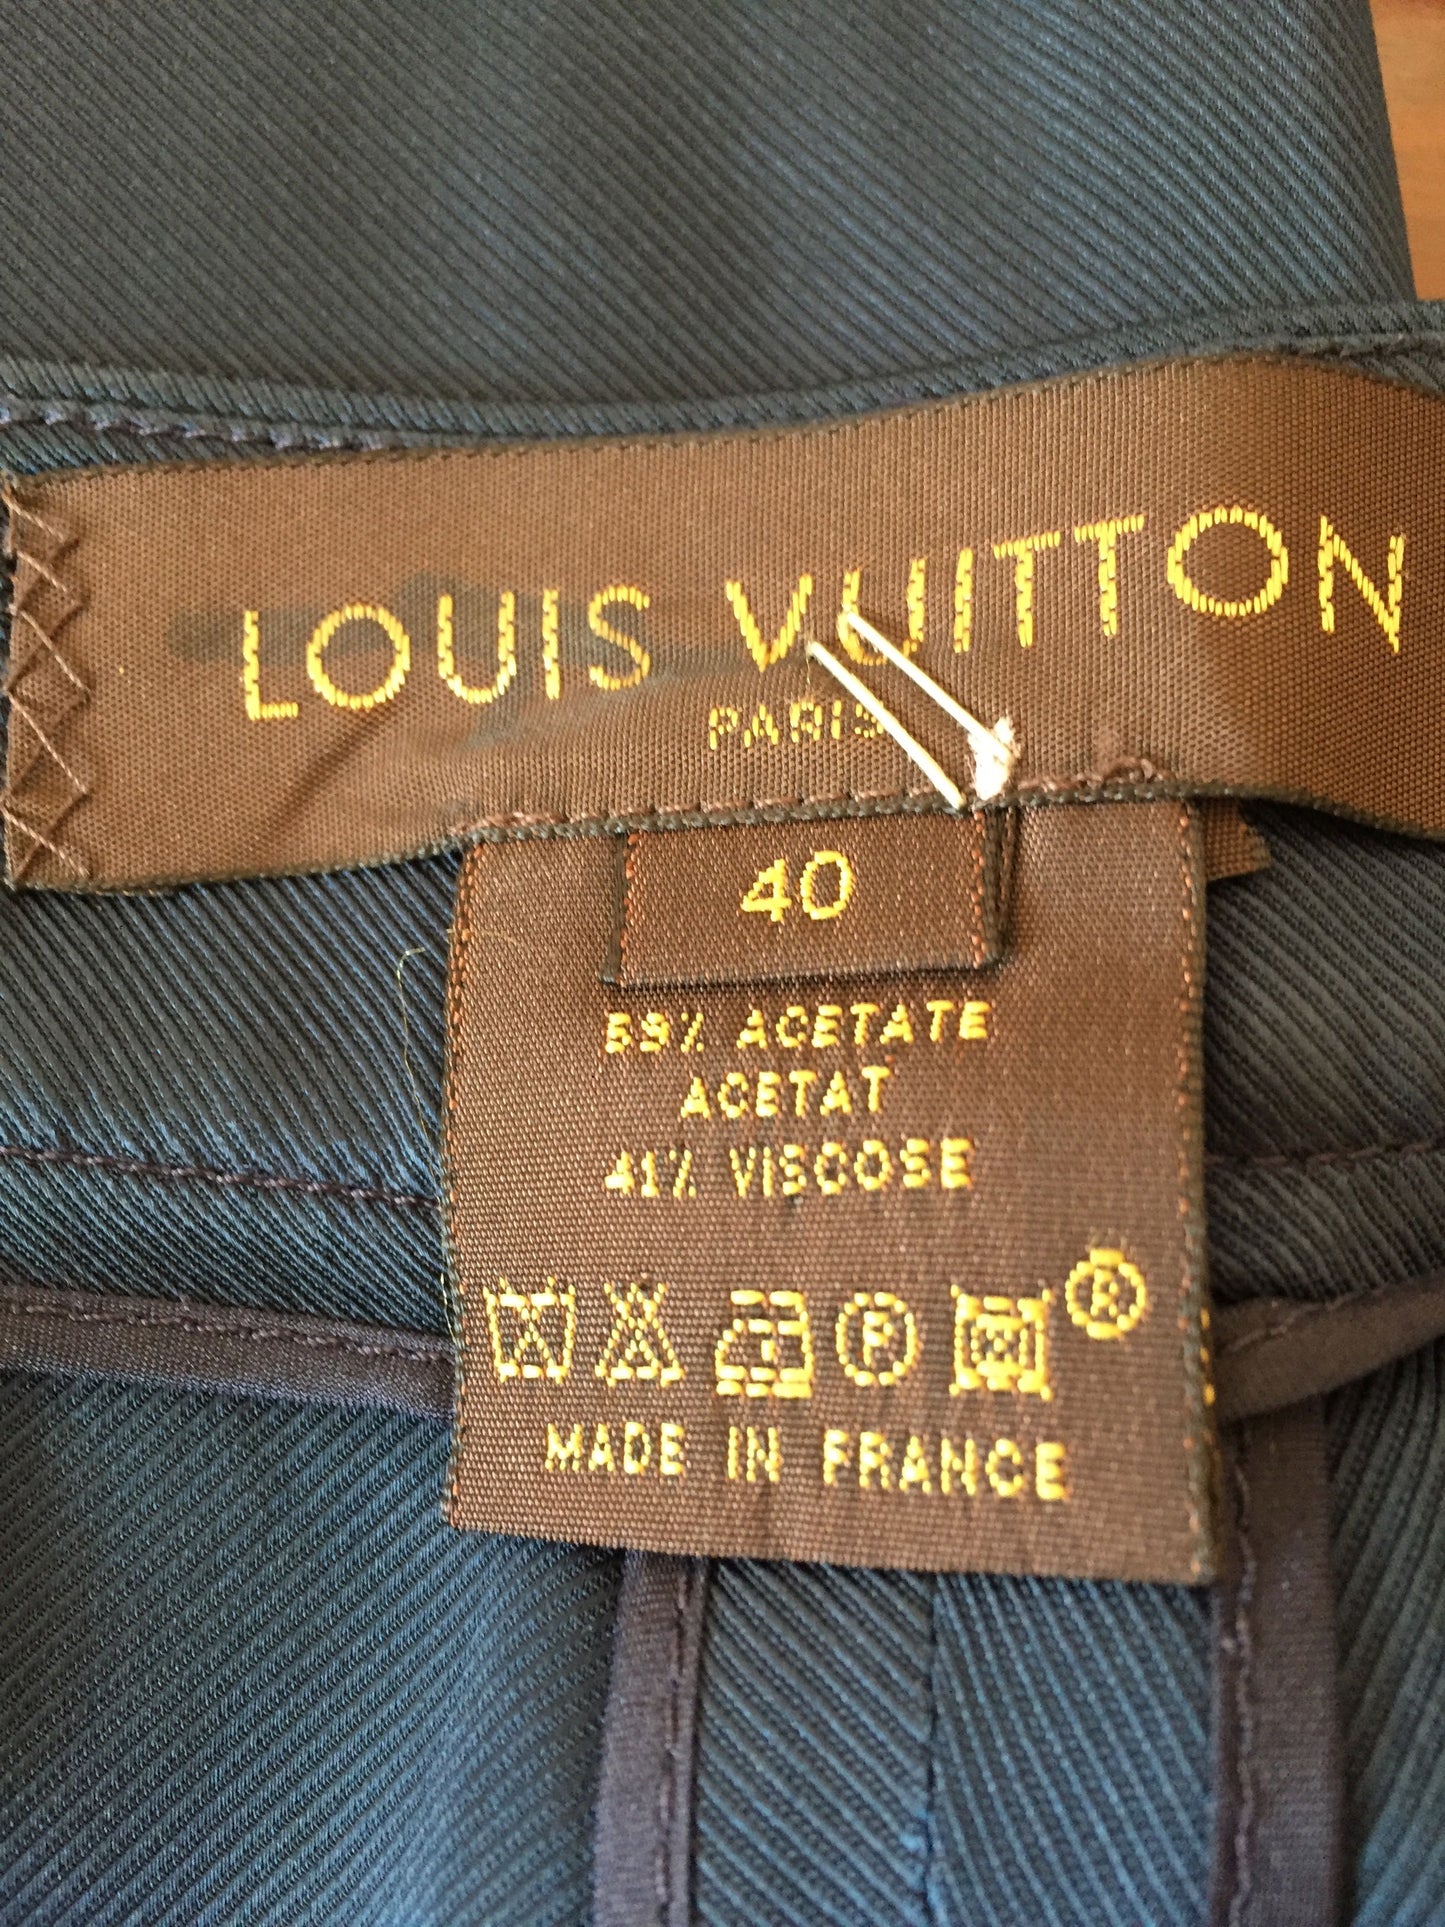 LOUIS VUITTON
PARIS
40
59% ACETATE
ACETAT
41% VISCOSE
P ®
MADE IN FRANCE